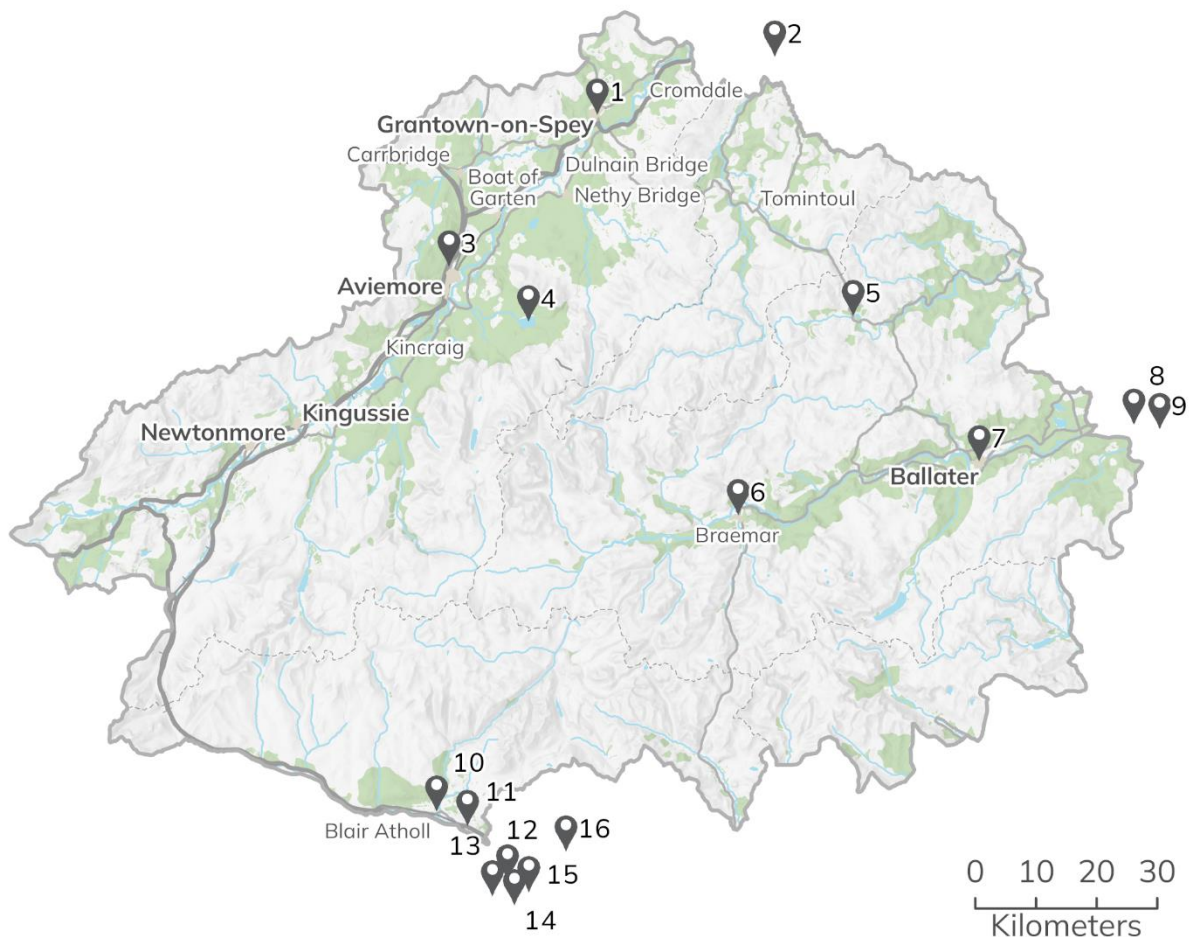 2
1
Cromdale
Grantown-on-Spey
Carrbridge
Dulnain Bridge
Boat of
Garten
Nethy Bridge
Tomintoul
3
Aviemore
4
5
Kincraig
8
9
Kingussie
Newtonmore
7
Ballater
6
Braemar
10
11
Blair Atholl
13
12
16
15
14
0 10 20 30
Kilometers